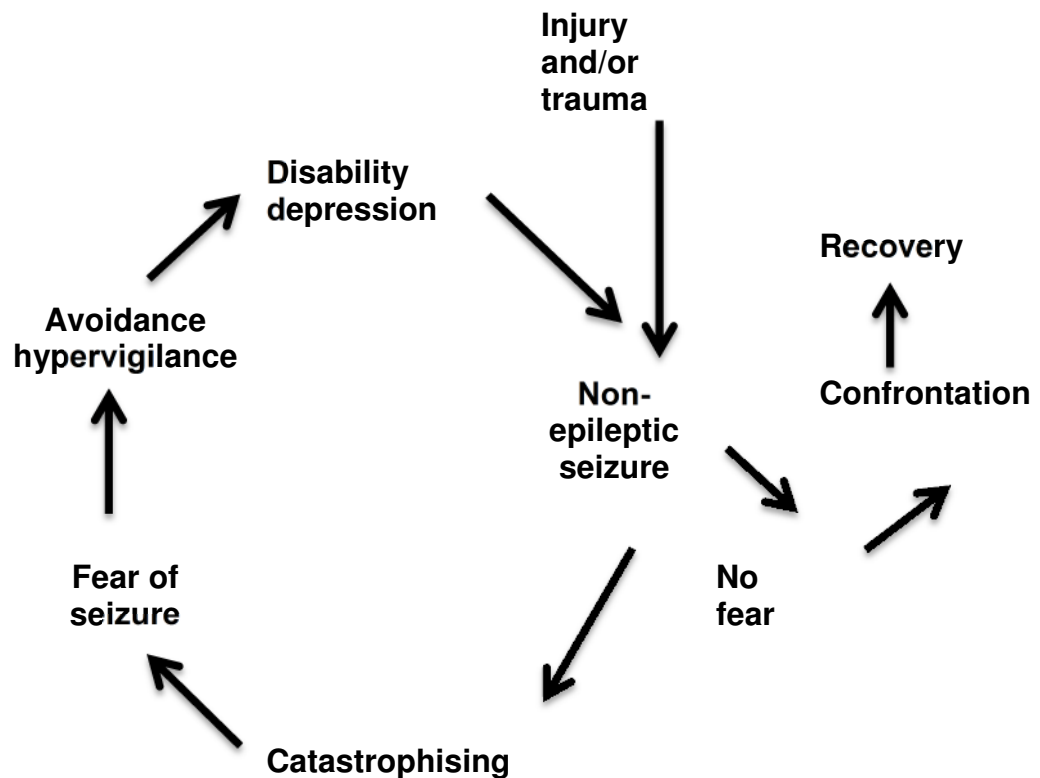 Injury
and/or
trauma
Disability
depression
Recovery
Avoidance
hypervigilance
Confrontation
Non-
epileptic
seizure
Fear of
seizure
No
fear
Catastrophising